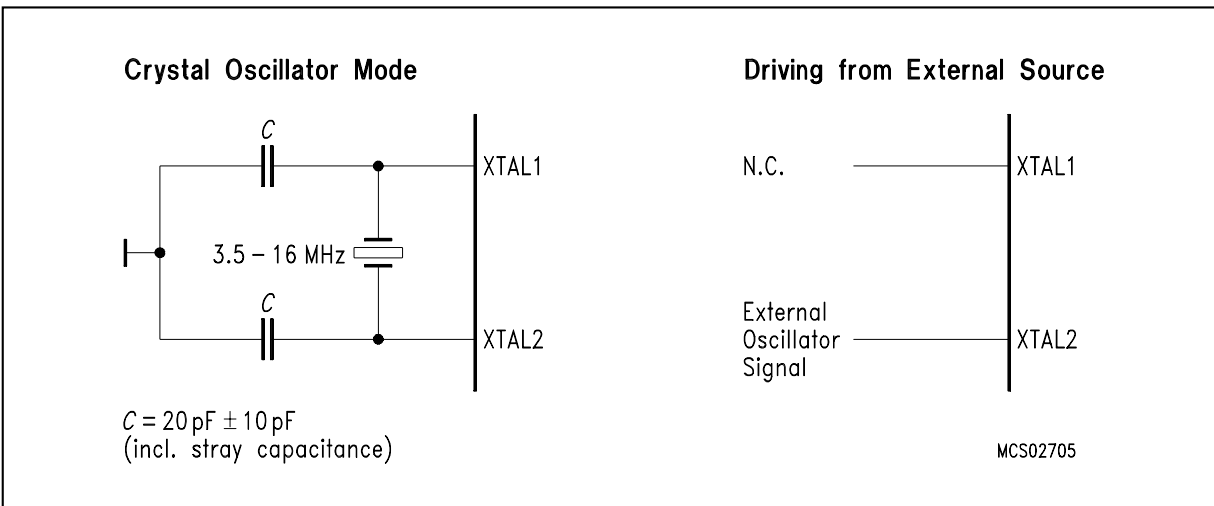 Crystal Oscillator Mode
C
XTAL1
3.5 – 16 MHz
C
XTAL2
C = 20 pF ± 10 pF
(incl. stray capacitance)
Driving from External Source
N.C.
XTAL1
External
Oscillator
Signal
XTAL2
MCS02705